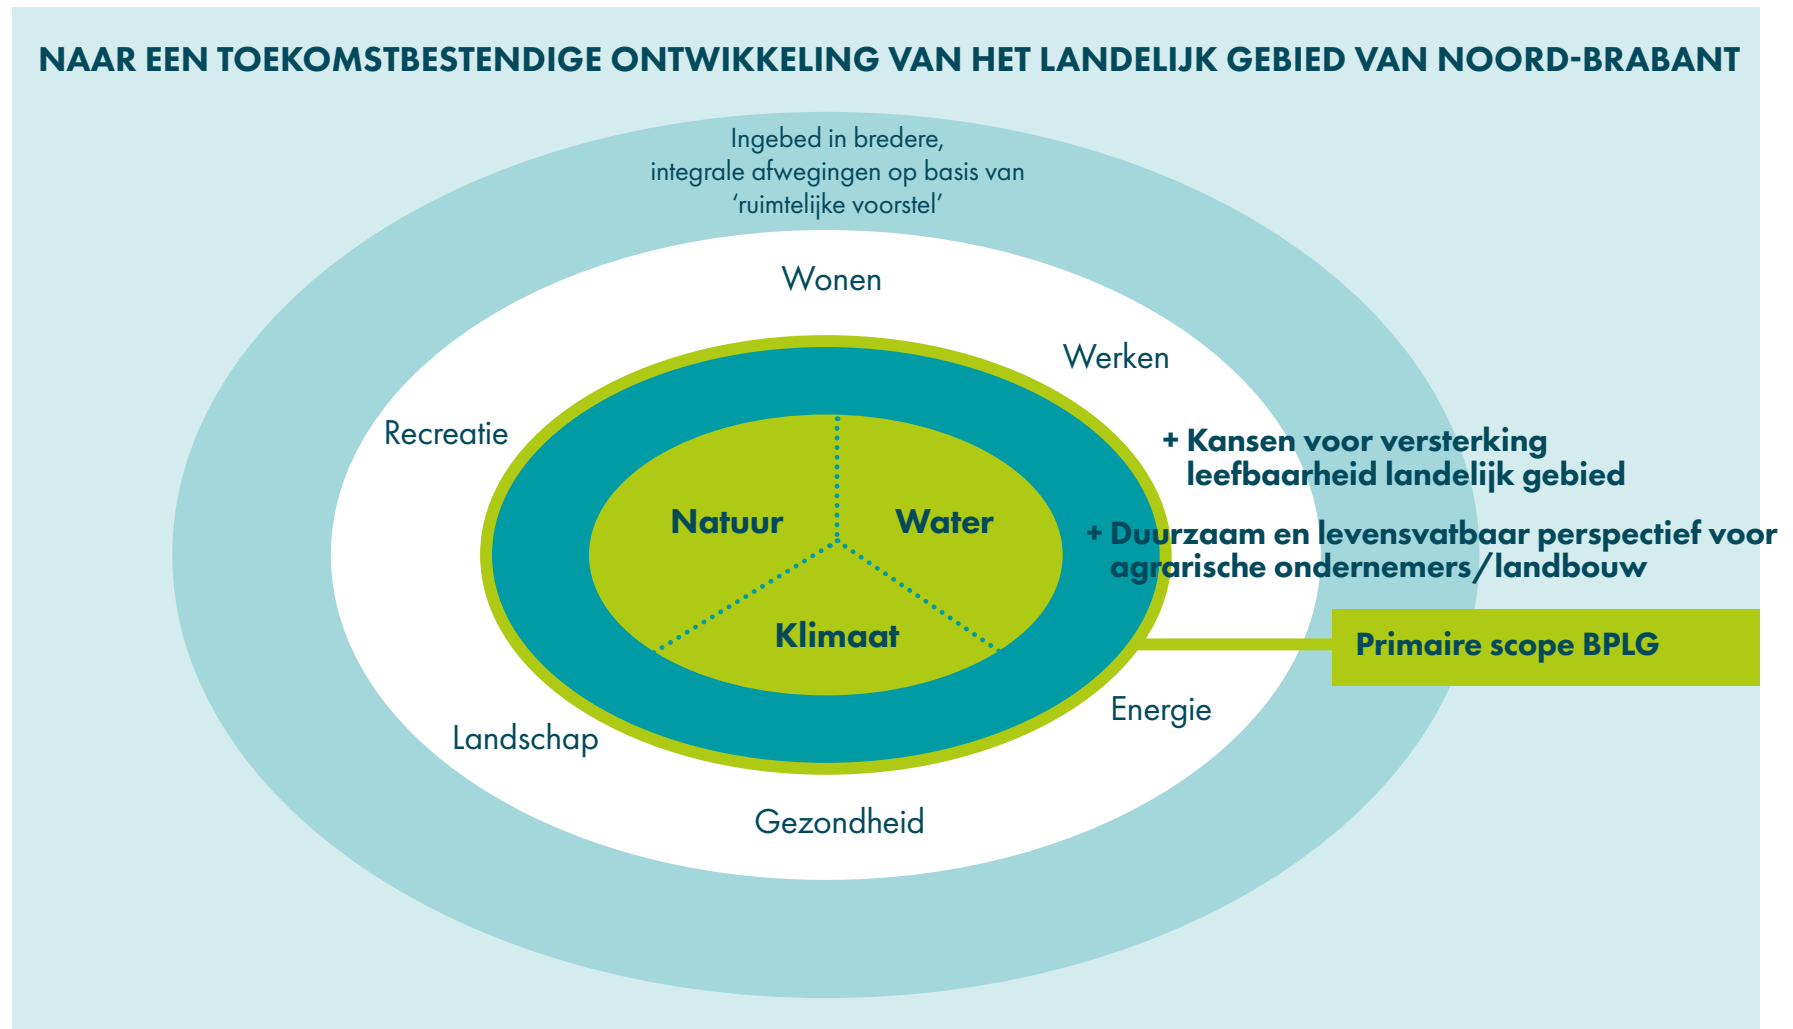 NAAR EEN TOEKOMSTBESTENDIGE ONTWIKKELING VAN HET LANDELIJK GEBIED VAN NOORD-BRABANT
Ingebed in bredere,
integrale afwegingen op basis van
‘ruimtelijke voorstel’
Wonen
Werken
Recreatie
+ Kansen voor versterking
leefbaarheid landelijk gebied
Natuur
Water
+ Duurzaam en levensvatbaar perspectief voor
agrarische ondernemers/landbouw
Klimaat
Primaire scope BPLG
Energie
Landschap
Gezondheid